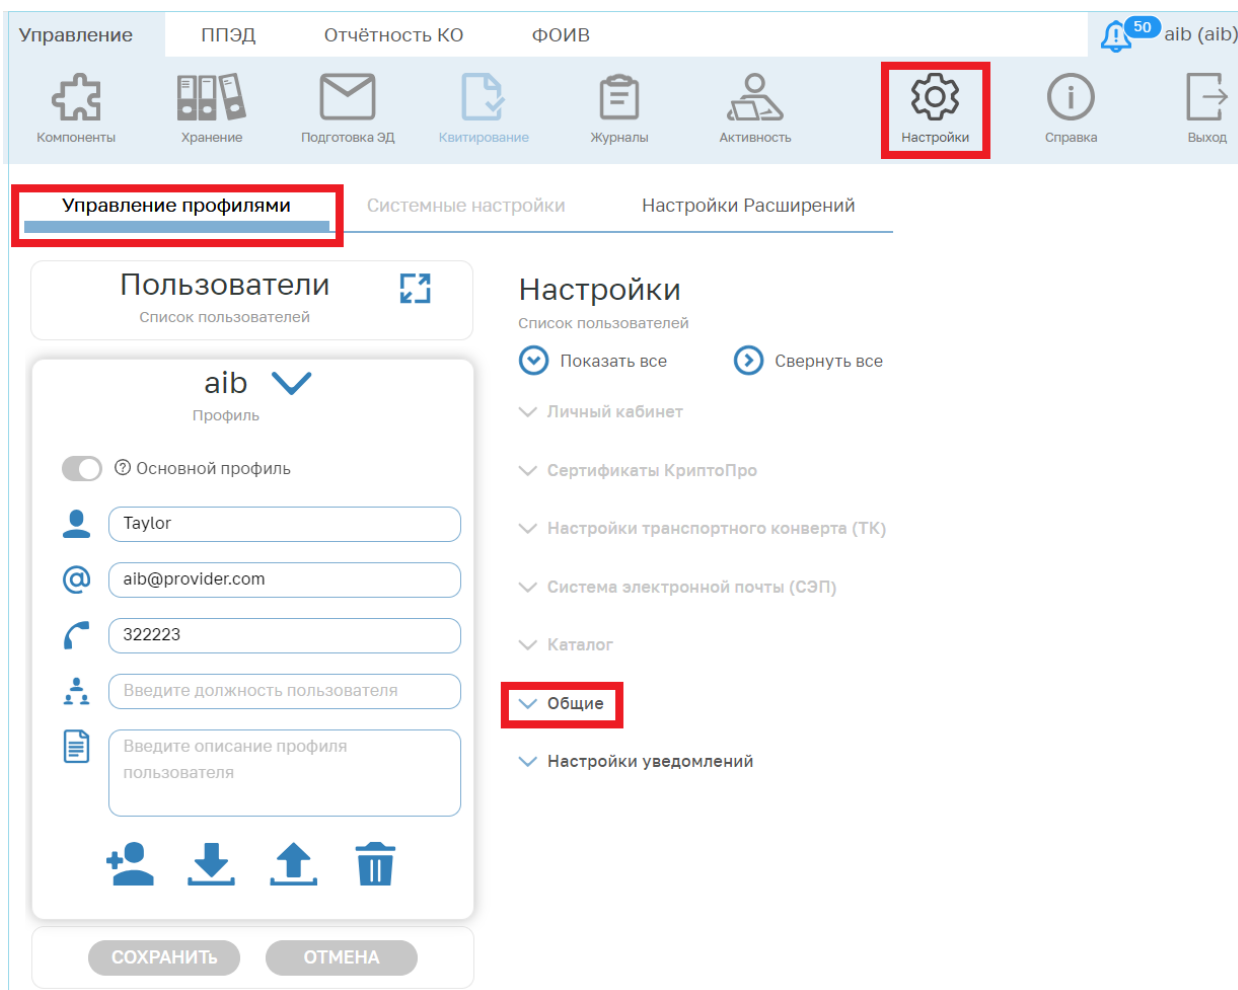 Управление ППЭД Отчётность КО ФОИВ 50 aib (aib)
Компоненты Хранение Подготовка ЭД Квитирование Журналы Активность Настройки Справка Выход
Управление профилями Системные настройки Настройки Расширений
Пользователи
Список пользователей
aib
Профиль
Основной профиль
Taylor
aib@provider.com
322223
Введите должность пользователя
Введите описание профиля
пользователя
СОХРАНИТЬ ОТМЕНА
Настройки
Список пользователей
Показать все Свернуть все
Личный кабинет
Сертификаты КриптоПро
Настройки транспортного конверта (ТК)
Система электронной почты (СЭП)
Каталог
Общие
Настройки уведомлений